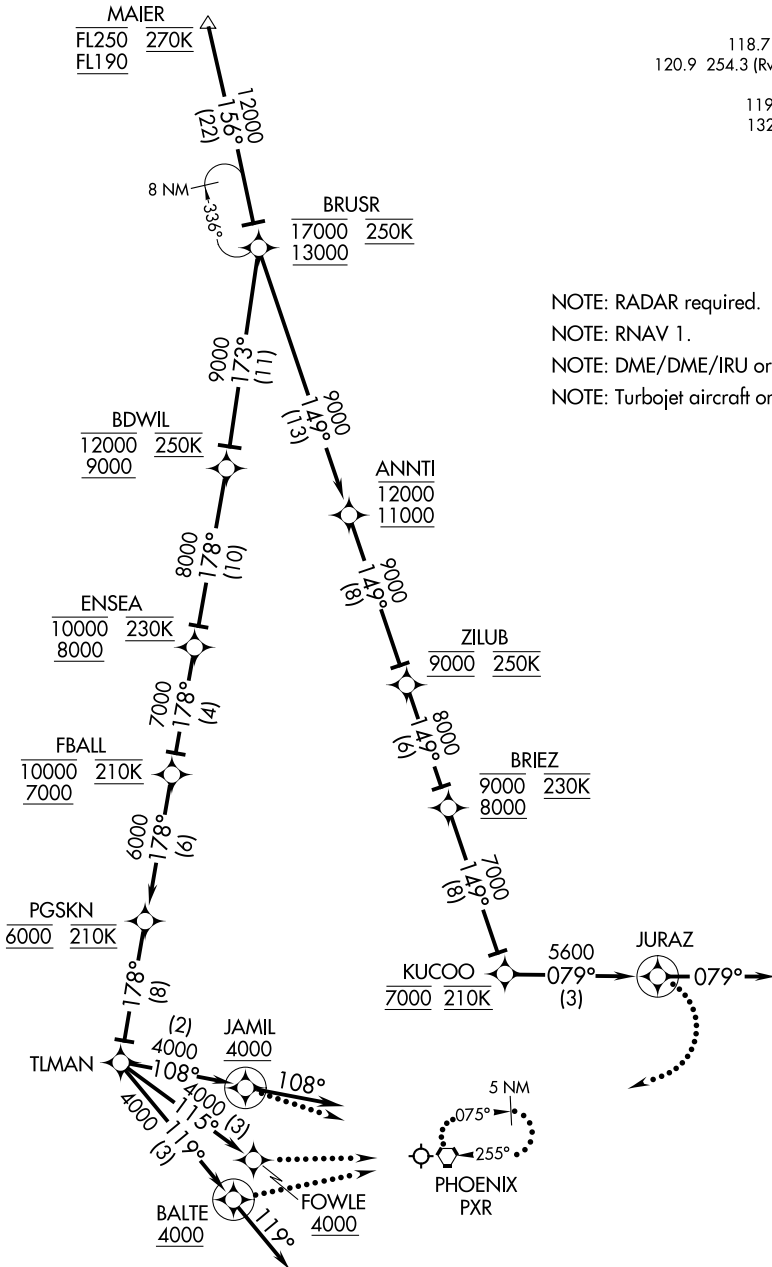 MAIER
FL250 270K
FL190
118.7
120.9 254.3 (Rw
119
132
12000
156°
(22)
8 NM
336°
BRUSR
17000 250K
13000
NOTE: RADAR required.
NOTE: RNAV 1.
NOTE: DME/DME/IRU or
NOTE: Turbojet aircraft on
9000
173°
(11)
9000
149°
(13)
BDWIL
12000 250K
9000
ANNTI
12000
11000
8000
178°
(10)
9000
149°
(8)
ENSEA
10000 230K
8000
ZILUB
9000 250K
7000
178°
(4)
8000
149°
(6)
FBALL
10000 210K
7000
BRIEZ
9000 230K
8000
6000
178°
(6)
7000
149°
(8)
PGSKN
6000 210K
KUCOO
7000 210K
5600
079°
(3)
JURAZ
079°
178°
(8)
TLMAN
(2)
4000
108°
JAMIL
4000
108°
4000 (3)
115°
4000
119°
(3)
5 NM
075°
255°
PHOENIX
PXR
FOWLE
4000
BALTE
4000
119°